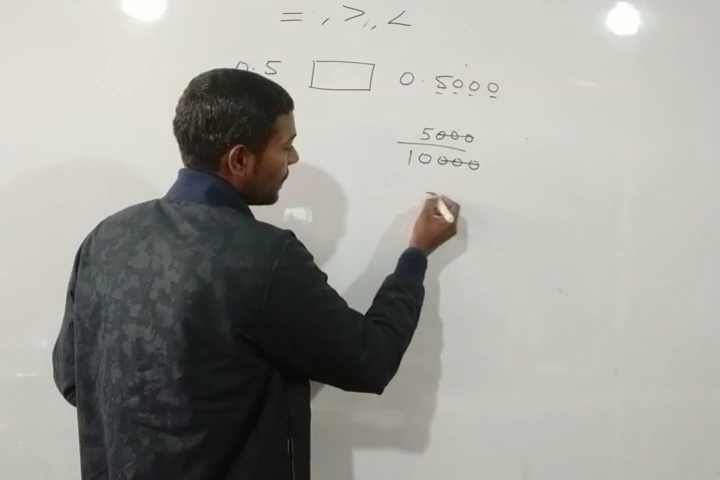 = , > , , <
0.5 0.5000
5000
10000